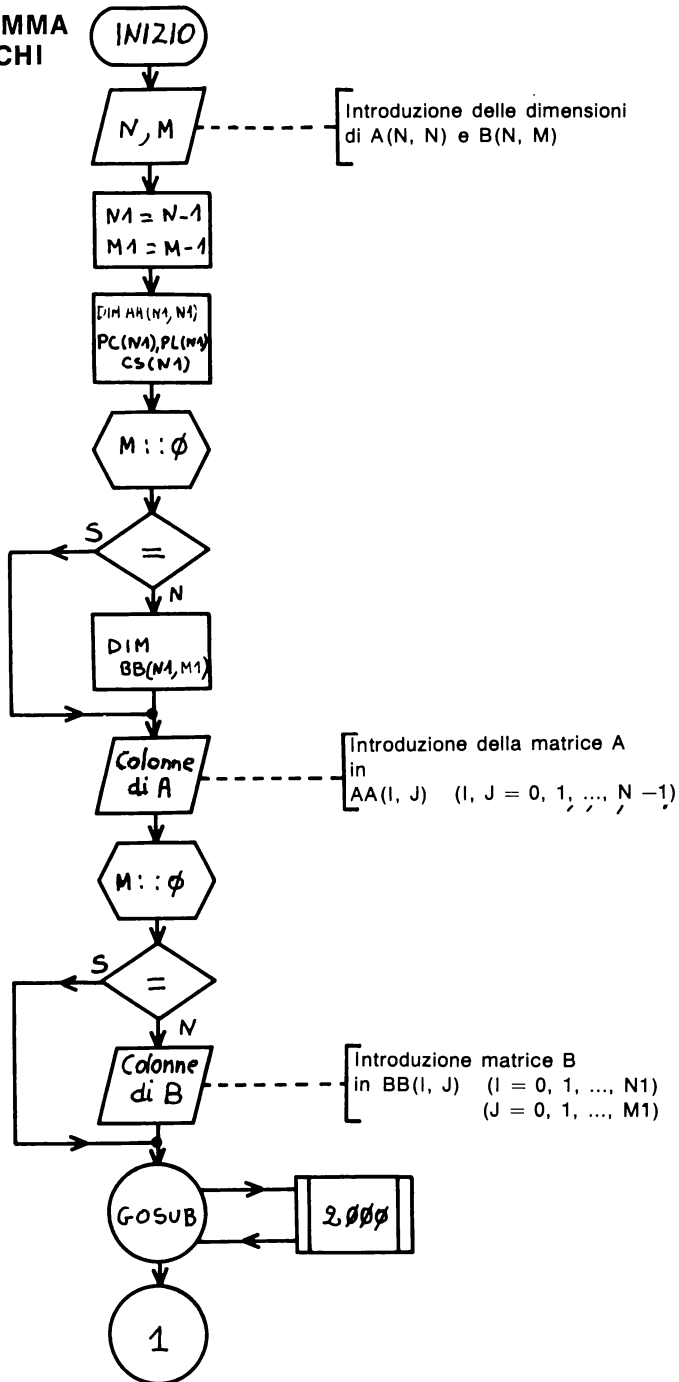 MMA
CHI
INIZIO
N, M
Introduzione delle dimensioni
di A(N, N) e B(N, M)
N1 = N-1
M1 = M-1
DIM AA(N1, N1)
PC(N1), PL(N1)
CS(N1)
M : : Ø
S
=
N
DIM
BB(N1, M1)
Colonne
di A
Introduzione della matrice A
in
AA(I, J) (I, J = 0, 1, ..., N −1)
M : : Ø
S
=
N
Colonne
di B
Introduzione matrice B
in BB(I, J) (I = 0, 1, ..., N1)
(J = 0, 1, ..., M1)
GOSUB
2ØØØ
1